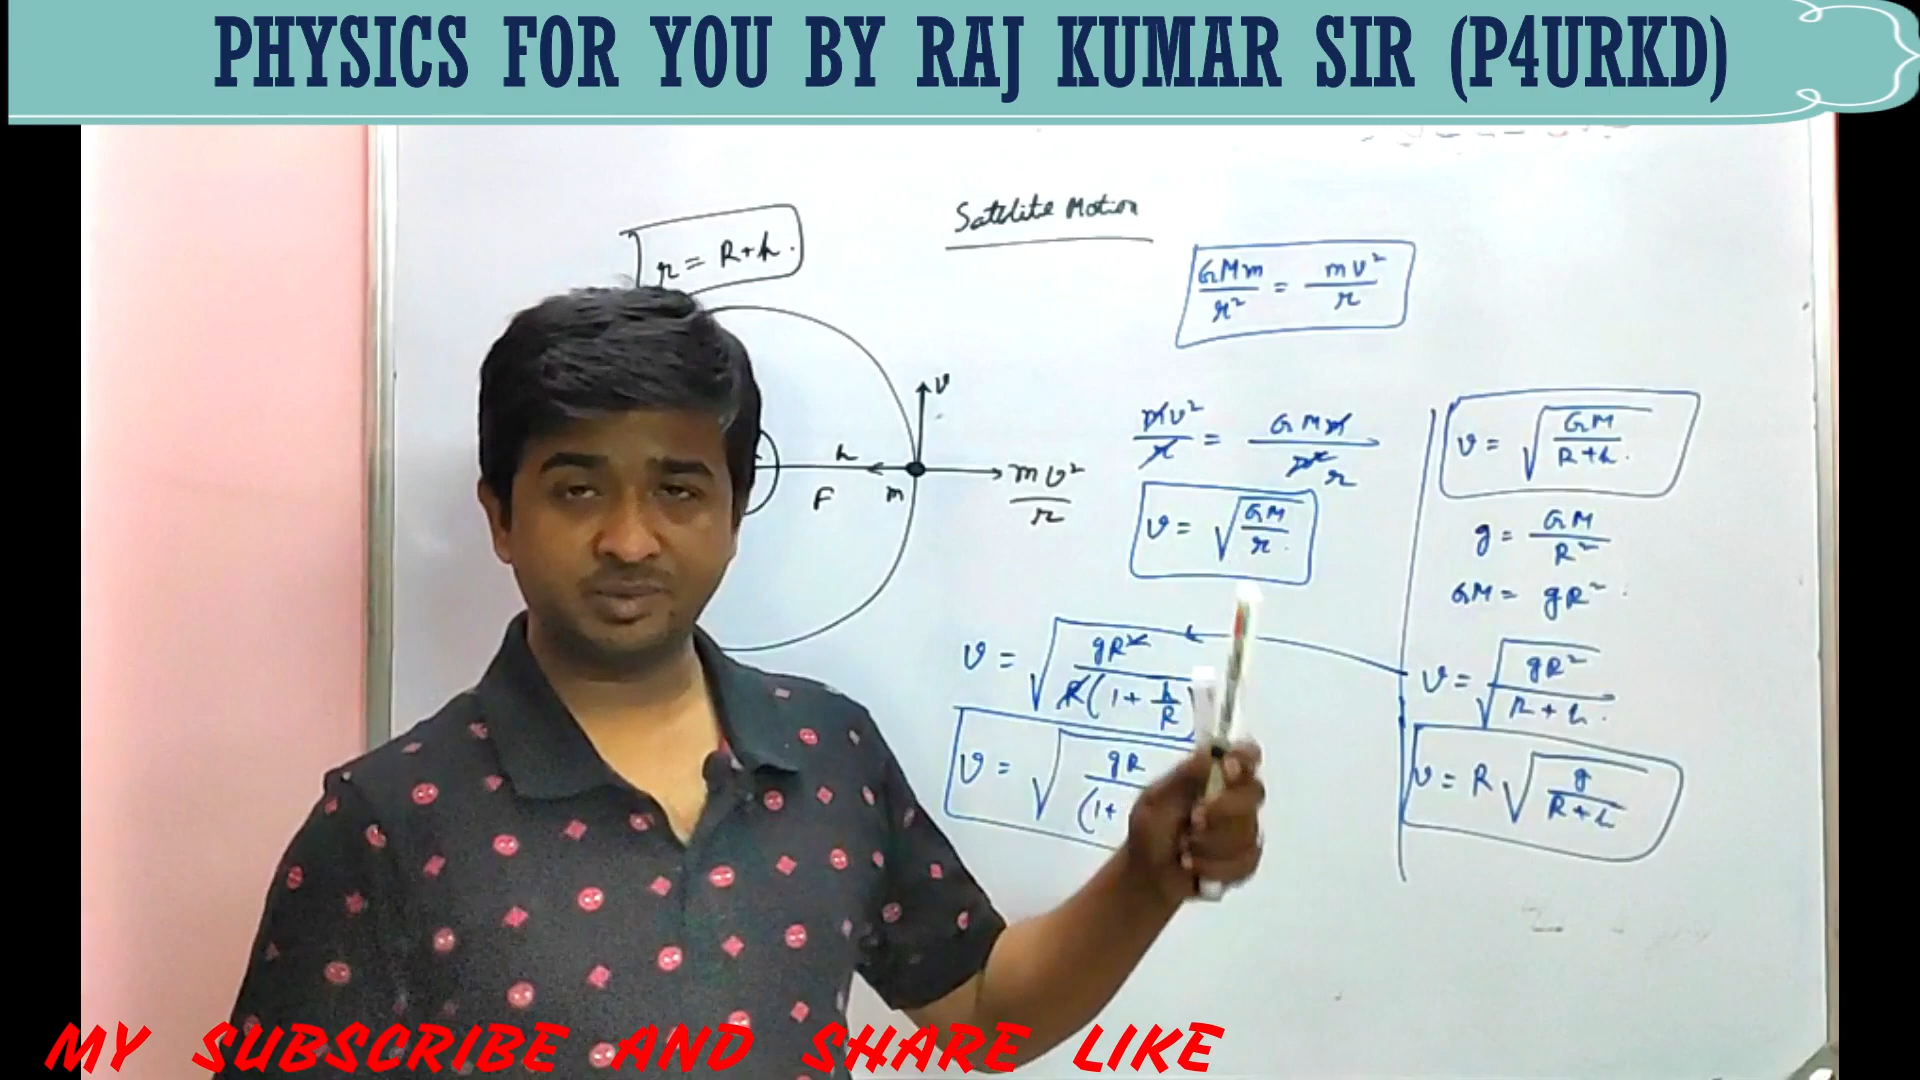 PHYSICS FOR YOU BY RAJ KUMAR SIR (P4URKD)
Satellite Motion
r = R+h.
GMm/r² = mv²/r
v
h
F
m
mv²/r
mv²/r = GMm/r² r
v = √(GM/r)
v = √(GM/(R+h))
g = GM/R²
GM = gR²
v = √(gR²/(R+h))
v = R√(g/(R+h))
v = √(gR²/(R(1+h/R)
v = √(gR/(1+
MY SUBSCRIBE AND SHARE LIKE